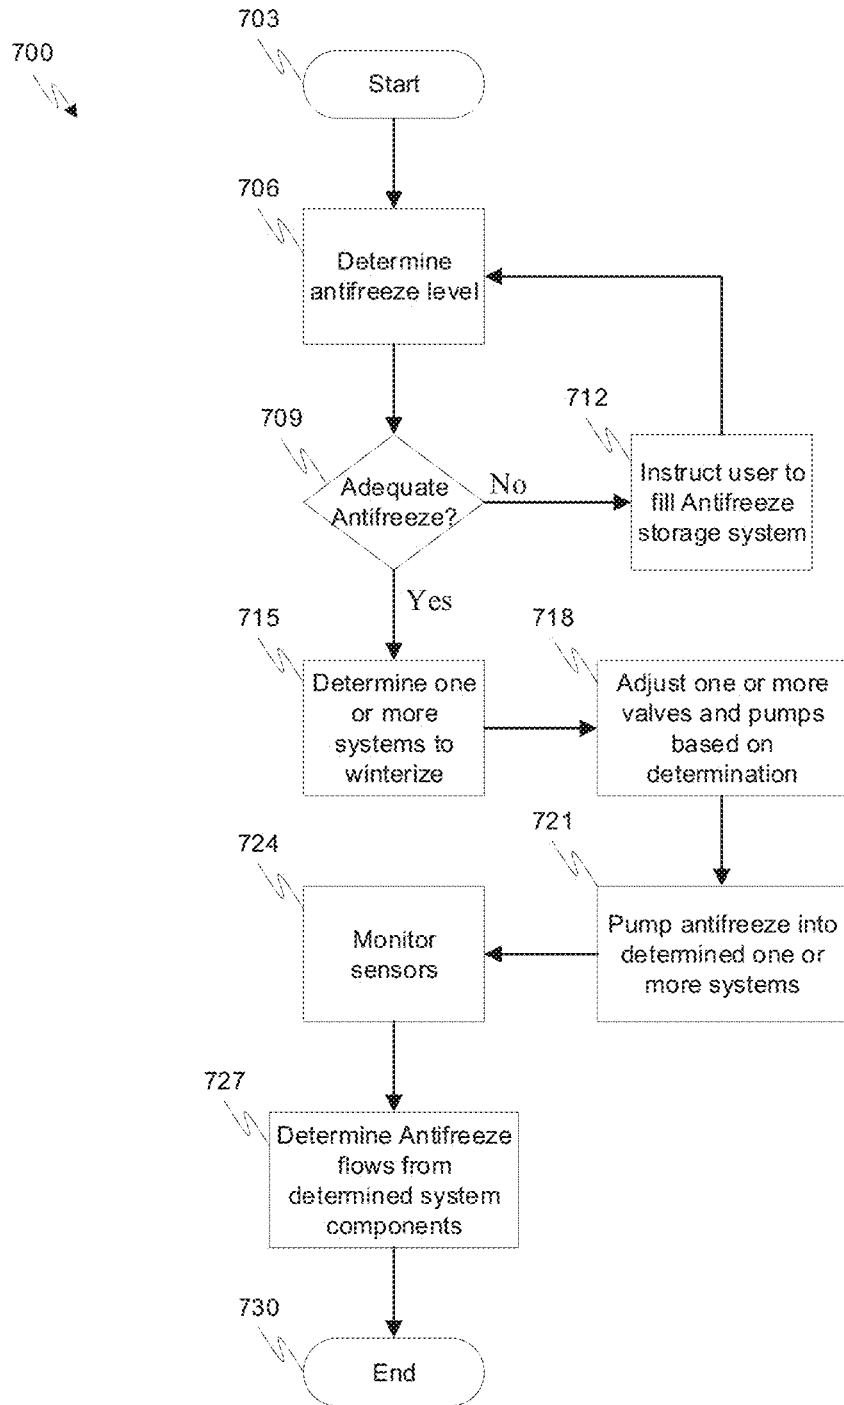 700
703
Start
706
Determine
antifreeze level
709
Adequate
Antifreeze?
No
712
Instruct user to
fill Antifreeze
storage system
Yes
715
Determine one
or more
systems to
winterize
718
Adjust one or more
valves and pumps
based on
determination
721
Pump antifreeze into
determined one or
more systems
724
Monitor
sensors
727
Determine Antifreeze
flows from
determined system
components
730
End